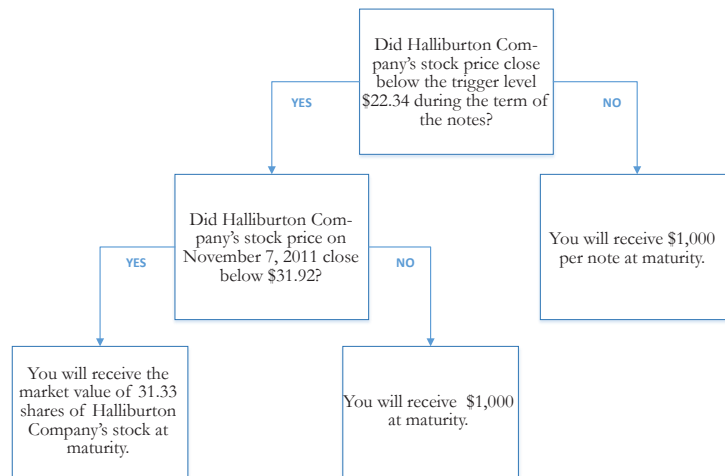 Did Halliburton Com-
pany's stock price close
below the trigger level
$22.34 during the term of
the notes?
YES
NO
Did Halliburton Com-
pany's stock price on
November 7, 2011 close
below $31.92?
You will receive $1,000
per note at maturity.
YES
NO
You will receive the
market value of 31.33
shares of Halliburton
Company's stock at
maturity.
You will receive $1,000
at maturity.